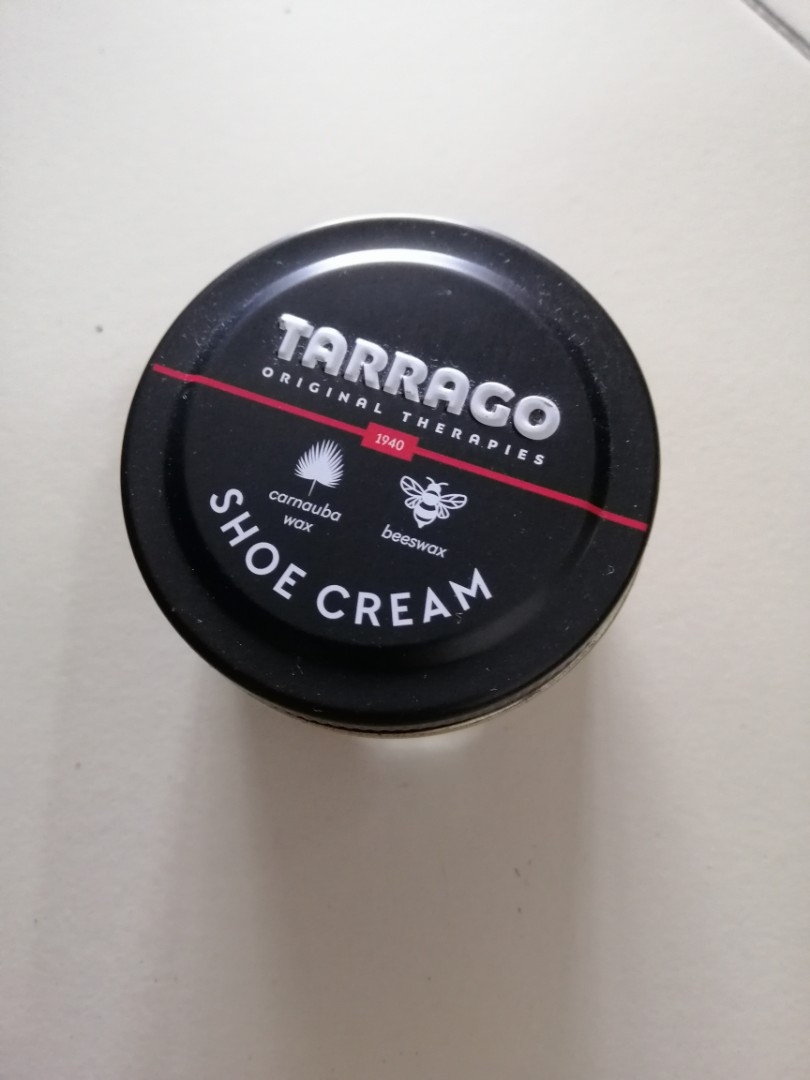 TARRAGO
ORIGINAL THERAPIES
1940
carnauba
wax
beeswax
SHOE CREAM